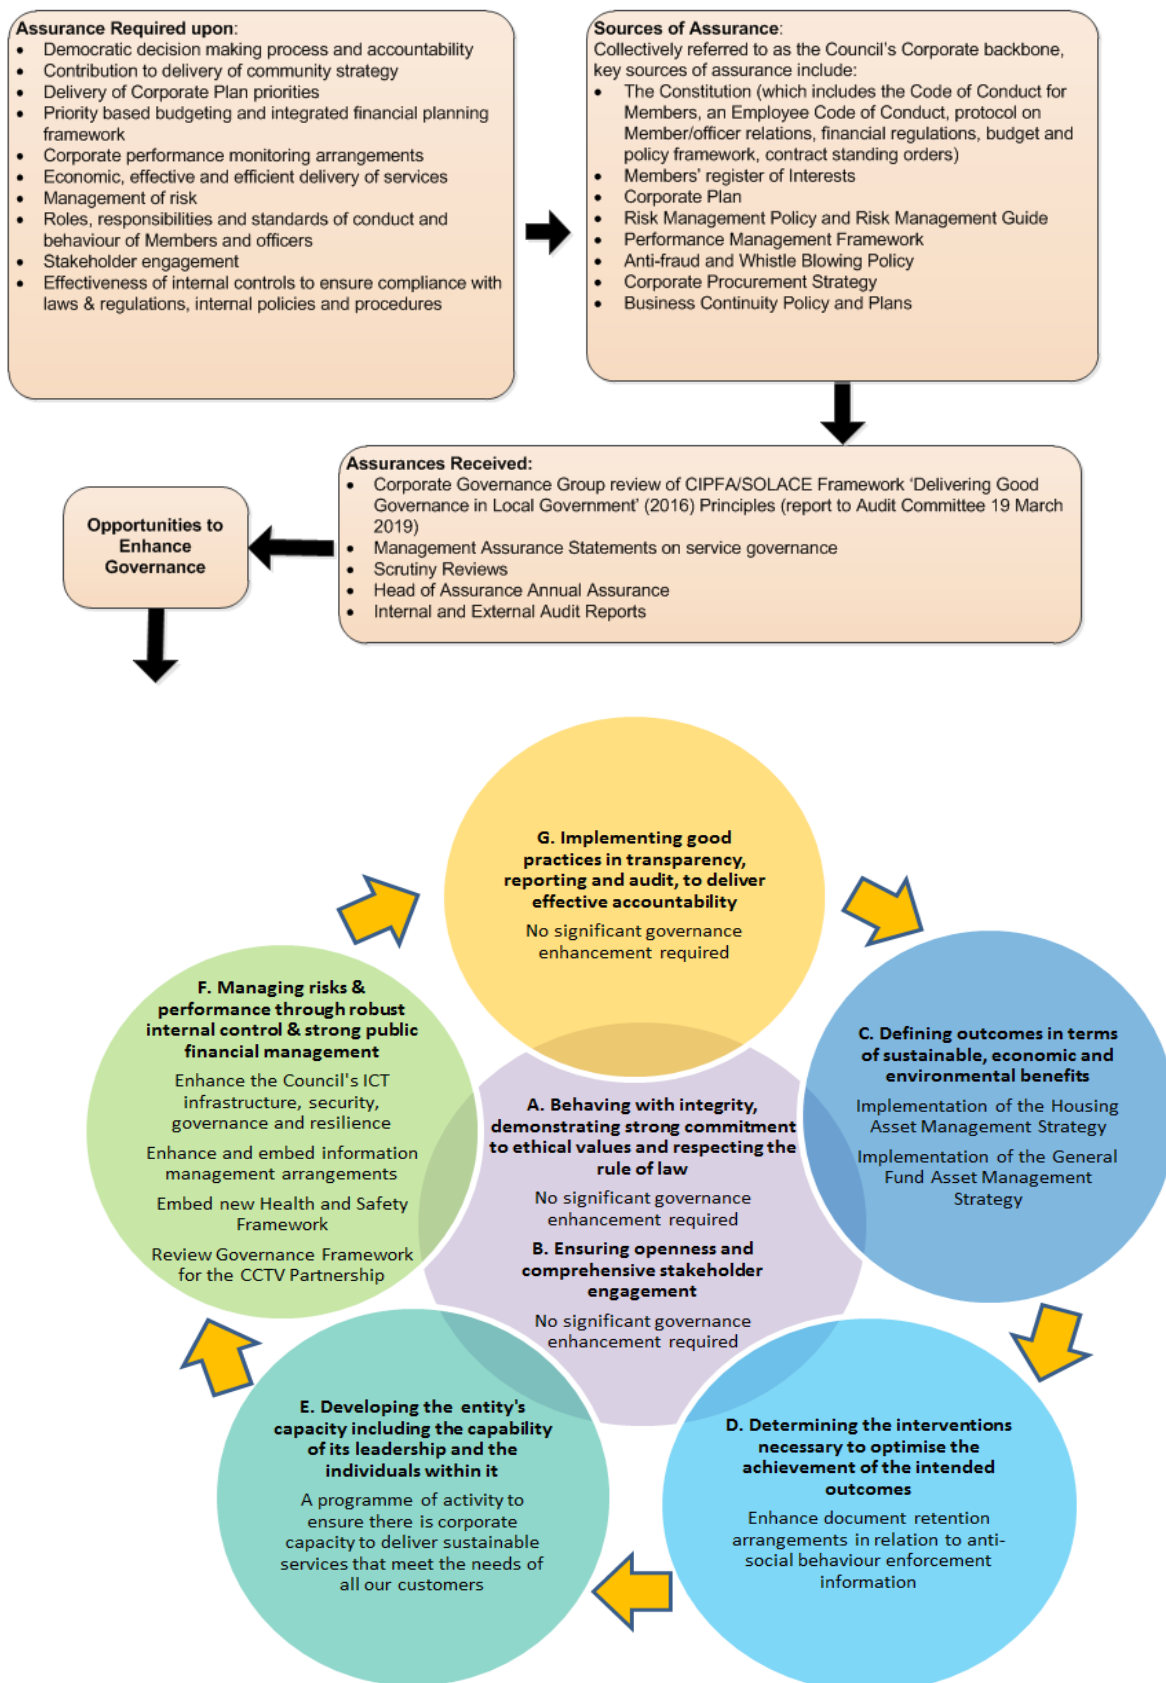 Assurance Required upon:
• Democratic decision making process and accountability
• Contribution to delivery of community strategy
• Delivery of Corporate Plan priorities
• Priority based budgeting and integrated financial planning
framework
• Corporate performance monitoring arrangements
• Economic, effective and efficient delivery of services
• Management of risk
• Roles, responsibilities and standards of conduct and
behaviour of Members and officers
• Stakeholder engagement
• Effectiveness of internal controls to ensure compliance with
laws & regulations, internal policies and procedures
Sources of Assurance:
Collectively referred to as the Council's Corporate backbone,
key sources of assurance include:
• The Constitution (which includes the Code of Conduct for
Members, an Employee Code of Conduct, protocol on
Member/officer relations, financial regulations, budget and
policy framework, contract standing orders)
• Members' register of Interests
• Corporate Plan
• Risk Management Policy and Risk Management Guide
• Performance Management Framework
• Anti-fraud and Whistle Blowing Policy
• Corporate Procurement Strategy
• Business Continuity Policy and Plans
Assurances Received:
• Corporate Governance Group review of CIPFA/SOLACE Framework 'Delivering Good
Governance in Local Government' (2016) Principles (report to Audit Committee 19 March
2019)
• Management Assurance Statements on service governance
• Scrutiny Reviews
• Head of Assurance Annual Assurance
• Internal and External Audit Reports
Opportunities to
Enhance
Governance
G. Implementing good
practices in transparency,
reporting and audit, to deliver
effective accountability
No significant governance
enhancement required
F. Managing risks &
performance through robust
internal control & strong public
financial management
Enhance the Council's ICT
infrastructure, security,
governance and resilience
Enhance and embed information
management arrangements
Embed new Health and Safety
Framework
Review Governance Framework
for the CCTV Partnership
C. Defining outcomes in terms
of sustainable, economic and
environmental benefits
Implementation of the Housing
Asset Management Strategy
Implementation of the General
Fund Asset Management
Strategy
A. Behaving with integrity,
demonstrating strong commitment
to ethical values and respecting the
rule of law
No significant governance
enhancement required
B. Ensuring openness and
comprehensive stakeholder
engagement
No significant governance
enhancement required
E. Developing the entity's
capacity including the capability
of its leadership and the
individuals within it
A programme of activity to
ensure there is corporate
capacity to deliver sustainable
services that meet the needs of
all our customers
D. Determining the interventions
necessary to optimise the
achievement of the intended
outcomes
Enhance document retention
arrangements in relation to anti-
social behaviour enforcement
information